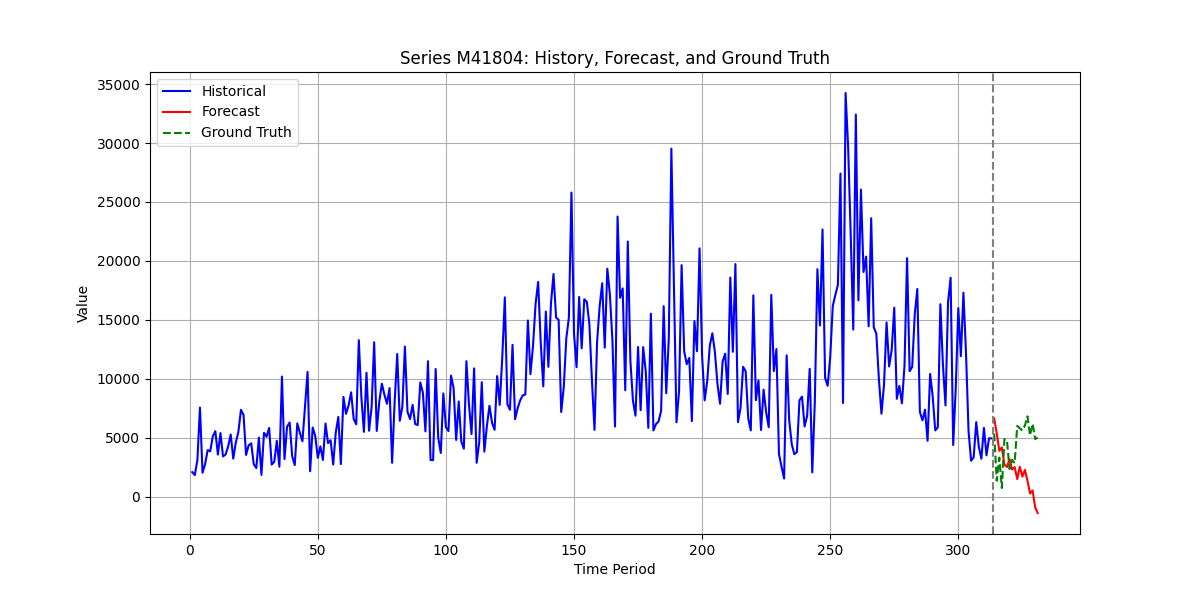 Series M41804: History, Forecast, and Ground Truth
Historical
Forecast
Ground Truth
35000
30000
25000
20000
15000
10000
5000
0
Value
0 50 100 150 200 250 300
Time Period